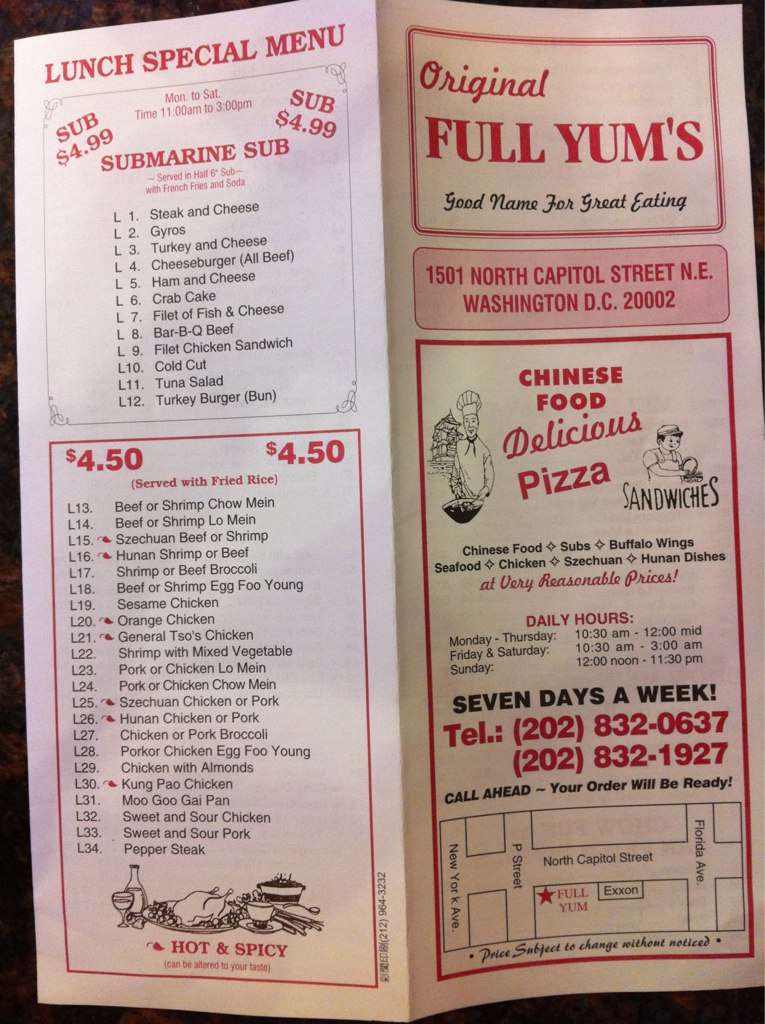 LUNCH SPECIAL MENU
Mon. to Sat.
Time 11:00am to 3:00pm
SUB
$4.99
SUB
$4.99
SUBMARINE SUB
~ Served in Half 6" Sub ~
with French Fries and Soda
L 1. Steak and Cheese
L 2. Gyros
L 3. Turkey and Cheese
L 4. Cheeseburger (All Beef)
L 5. Ham and Cheese
L 6. Crab Cake
L 7. Filet of Fish & Cheese
L 8. Bar-B-Q Beef
L 9. Filet Chicken Sandwich
L10. Cold Cut
L11. Tuna Salad
L12. Turkey Burger (Bun)
$4.50 $4.50
(Served with Fried Rice)
L13. Beef or Shrimp Chow Mein
L14. Beef or Shrimp Lo Mein
L15. Szechuan Beef or Shrimp
L16. Hunan Shrimp or Beef
L17. Shrimp or Beef Broccoli
L18. Beef or Shrimp Egg Foo Young
L19. Sesame Chicken
L20. Orange Chicken
L21. General Tso's Chicken
L22. Shrimp with Mixed Vegetable
L23. Pork or Chicken Lo Mein
L24. Pork or Chicken Chow Mein
L25. Szechuan Chicken or Pork
L26. Hunan Chicken or Pork
L27. Chicken or Pork Broccoli
L28. Porkor Chicken Egg Foo Young
L29. Chicken with Almonds
L30. Kung Pao Chicken
L31. Moo Goo Gai Pan
L32. Sweet and Sour Chicken
L33. Sweet and Sour Pork
L34. Pepper Steak
HOT & SPICY
(can be altered to your taste)
(212) 964-3232
Original
FULL YUM'S
Good Name For Great Eating
1501 NORTH CAPITOL STREET N.E.
WASHINGTON D.C. 20002
CHINESE
FOOD
Delicious
Pizza
SANDWICHES
Chinese Food ✧ Subs ✧ Buffalo Wings
Seafood ✧ Chicken ✧ Szechuan ✧ Hunan Dishes
at Very Reasonable Prices!
DAILY HOURS:
Monday - Thursday: 10:30 am - 12:00 mid
Friday & Saturday: 10:30 am - 3:00 am
Sunday: 12:00 noon - 11:30 pm
SEVEN DAYS A WEEK!
Tel.: (202) 832-0637
(202) 832-1927
CALL AHEAD ~ Your Order Will Be Ready!
New York Ave.
P Street
North Capitol Street
Florida Ave.
★ FULL
YUM
Exxon
• Price Subject to change without noticed •